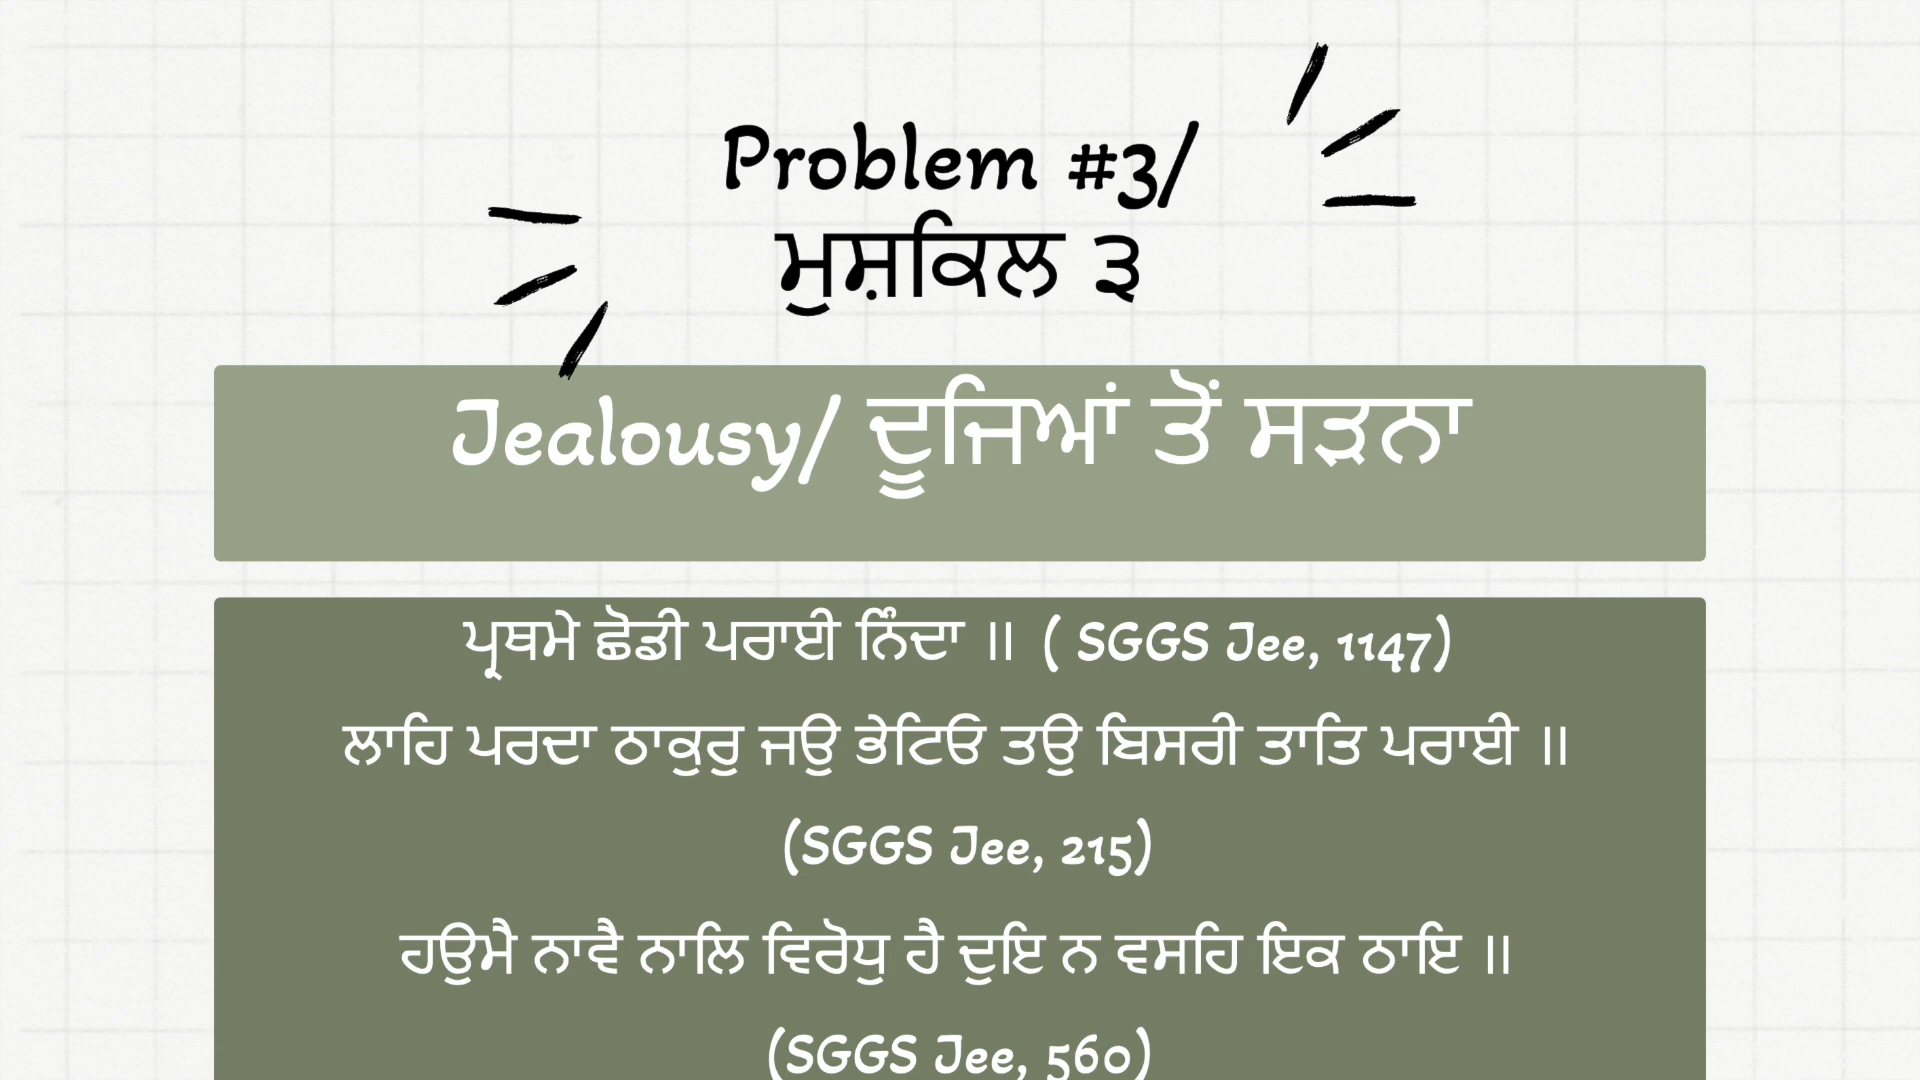 Problem #3/
ਮੁਸ਼ਕਿਲ ੩
Jealousy/ ਦੂਜਿਆਂ ਤੋਂ ਸੜਨਾ
ਪ੍ਰਥਮੇ ਛੋਡੀ ਪਰਾਈ ਨਿੰਦਾ ॥ ( SGGS Jee, 1147)
ਲਾਹਿ ਪਰਦਾ ਠਾਕੁਰੁ ਜਉ ਭੇਟਿਓ ਤਉ ਬਿਸਰੀ ਤਾਤਿ ਪਰਾਈ ॥
(SGGS Jee, 215)
ਹਉਮੈ ਨਾਵੈ ਨਾਲਿ ਵਿਰੋਧੁ ਹੈ ਦੁਇ ਨ ਵਸਹਿ ਇਕ ਠਾਇ ॥
(SGGS Jee, 560)